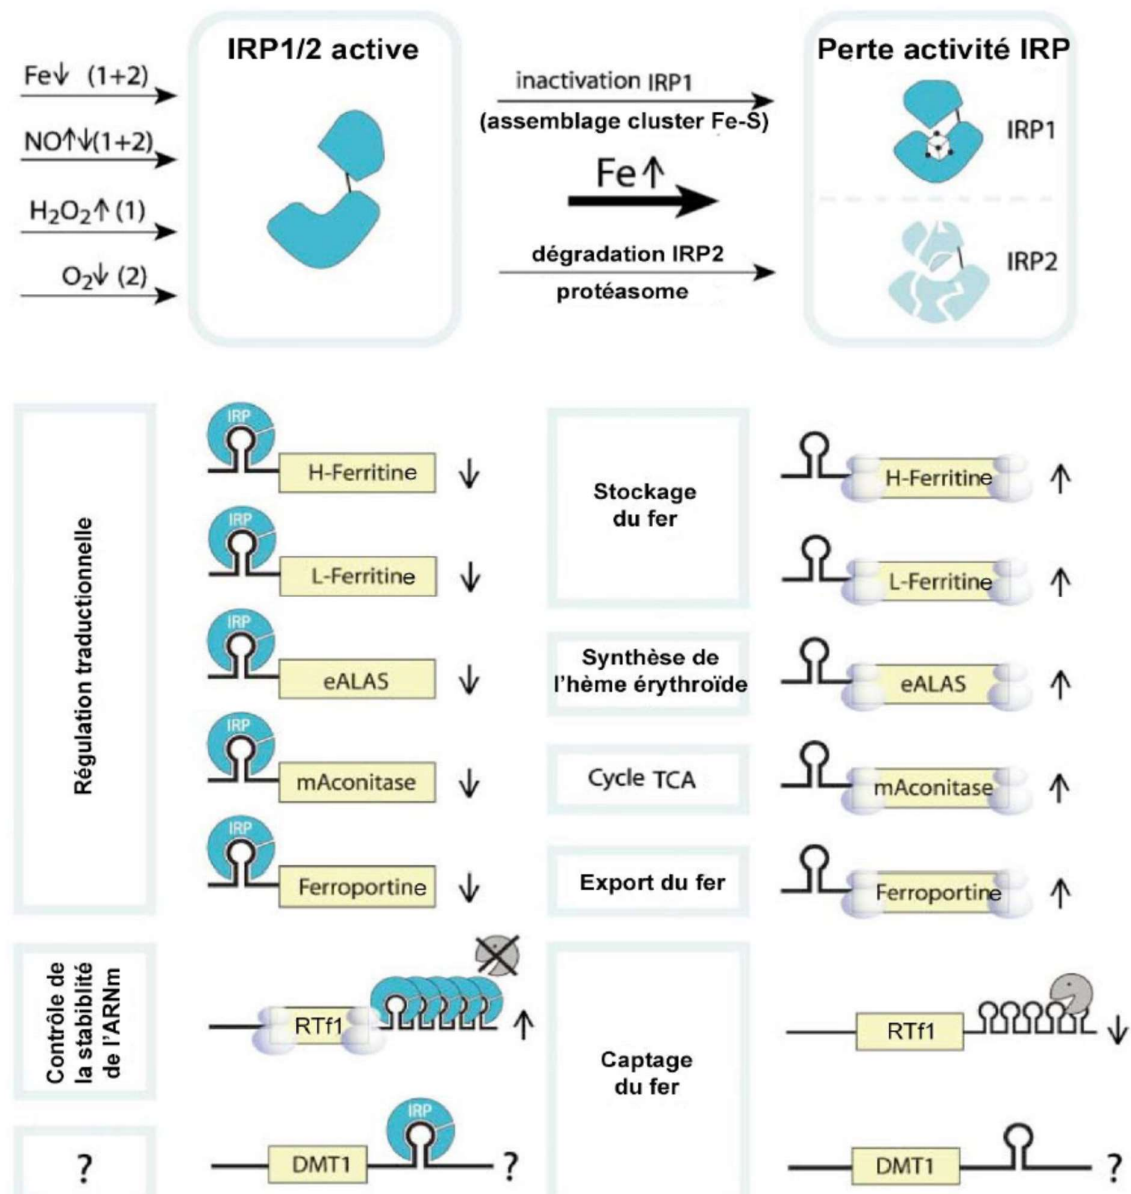 IRP1/2 active
Perte activité IRP
Fe↓ (1+2)
NO↑↓(1+2)
H₂O₂↑ (1)
O₂↓ (2)
inactivation IRP1
(assemblage cluster Fe-S)
Fe↑
dégradation IRP2
protéasome
IRP1
IRP2
Régulation traductionnelle
IRP
H-Ferritine ↓
IRP
L-Ferritine ↓
IRP
eALAS ↓
IRP
mAconitase ↓
IRP
Ferroportine ↓
Stockage
du fer
Synthèse de
l'hème érythroïde
Cycle TCA
Export du fer
H-Ferritine ↑
L-Ferritine ↑
eALAS ↑
mAconitase ↑
Ferroportine ↑
Contrôle de
la stabiblité
de l'ARNm
RTf1 ↑
Captage
du fer
RTf1 ↓
?
IRP
DMT1 ?
DMT1 ?